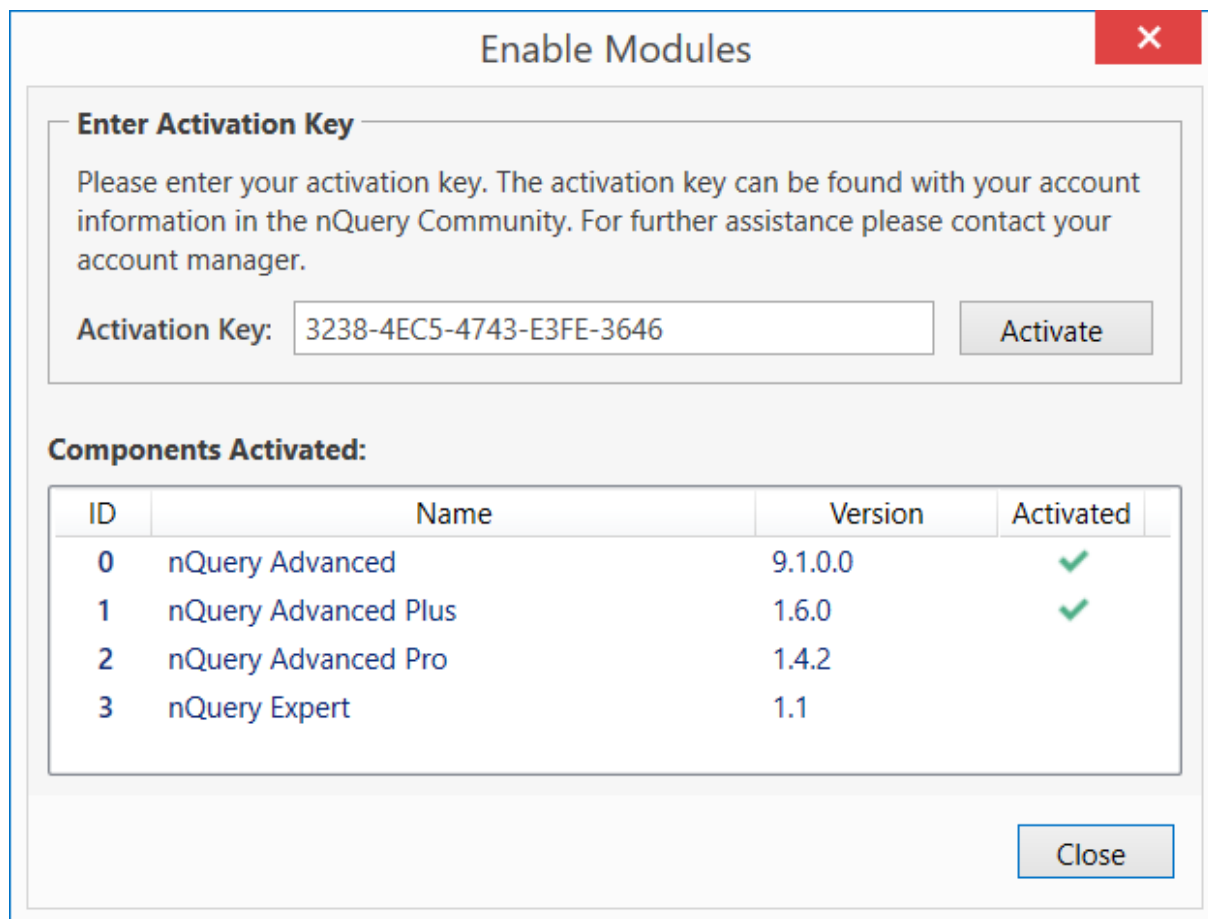 Enable Modules
Enter Activation Key
Please enter your activation key. The activation key can be found with your account
information in the nQuery Community. For further assistance please contact your
account manager.
Activation Key: 3238-4EC5-4743-E3FE-3646 Activate
Components Activated:
ID Name Version Activated
0 nQuery Advanced 9.1.0.0
1 nQuery Advanced Plus 1.6.0
2 nQuery Advanced Pro 1.4.2
3 nQuery Expert 1.1
Close